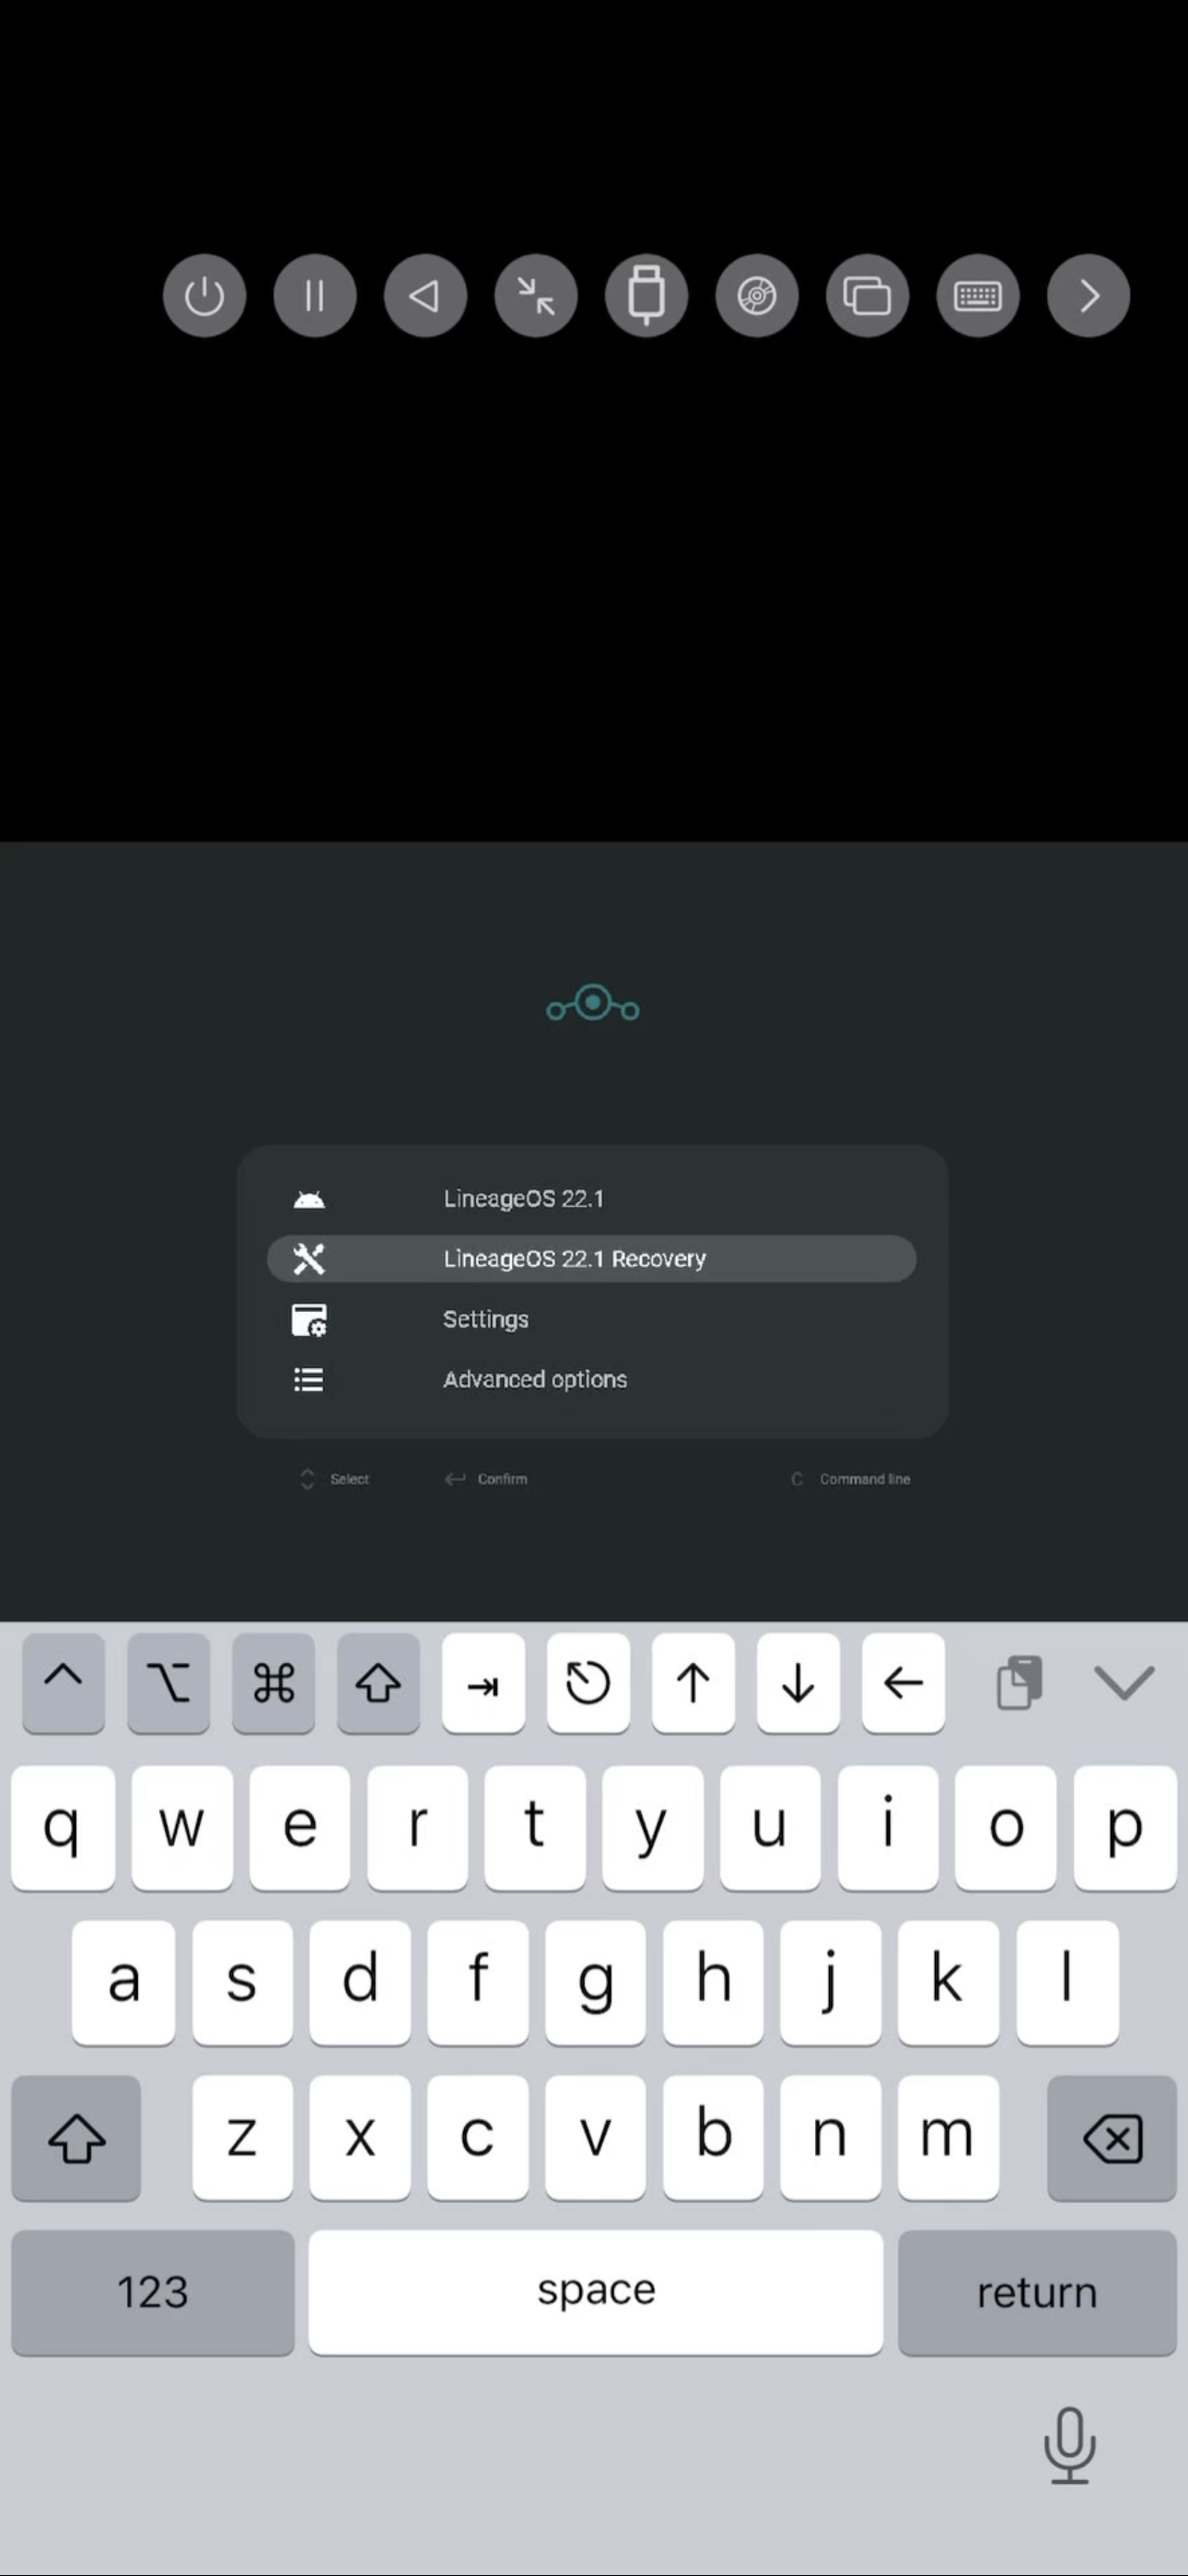 LineageOS 22.1
LineageOS 22.1 Recovery
Settings
Advanced options
Select Confirm C Command line
q w e r t y u i o p
a s d f g h j k l
z x c v b n m
123 space return